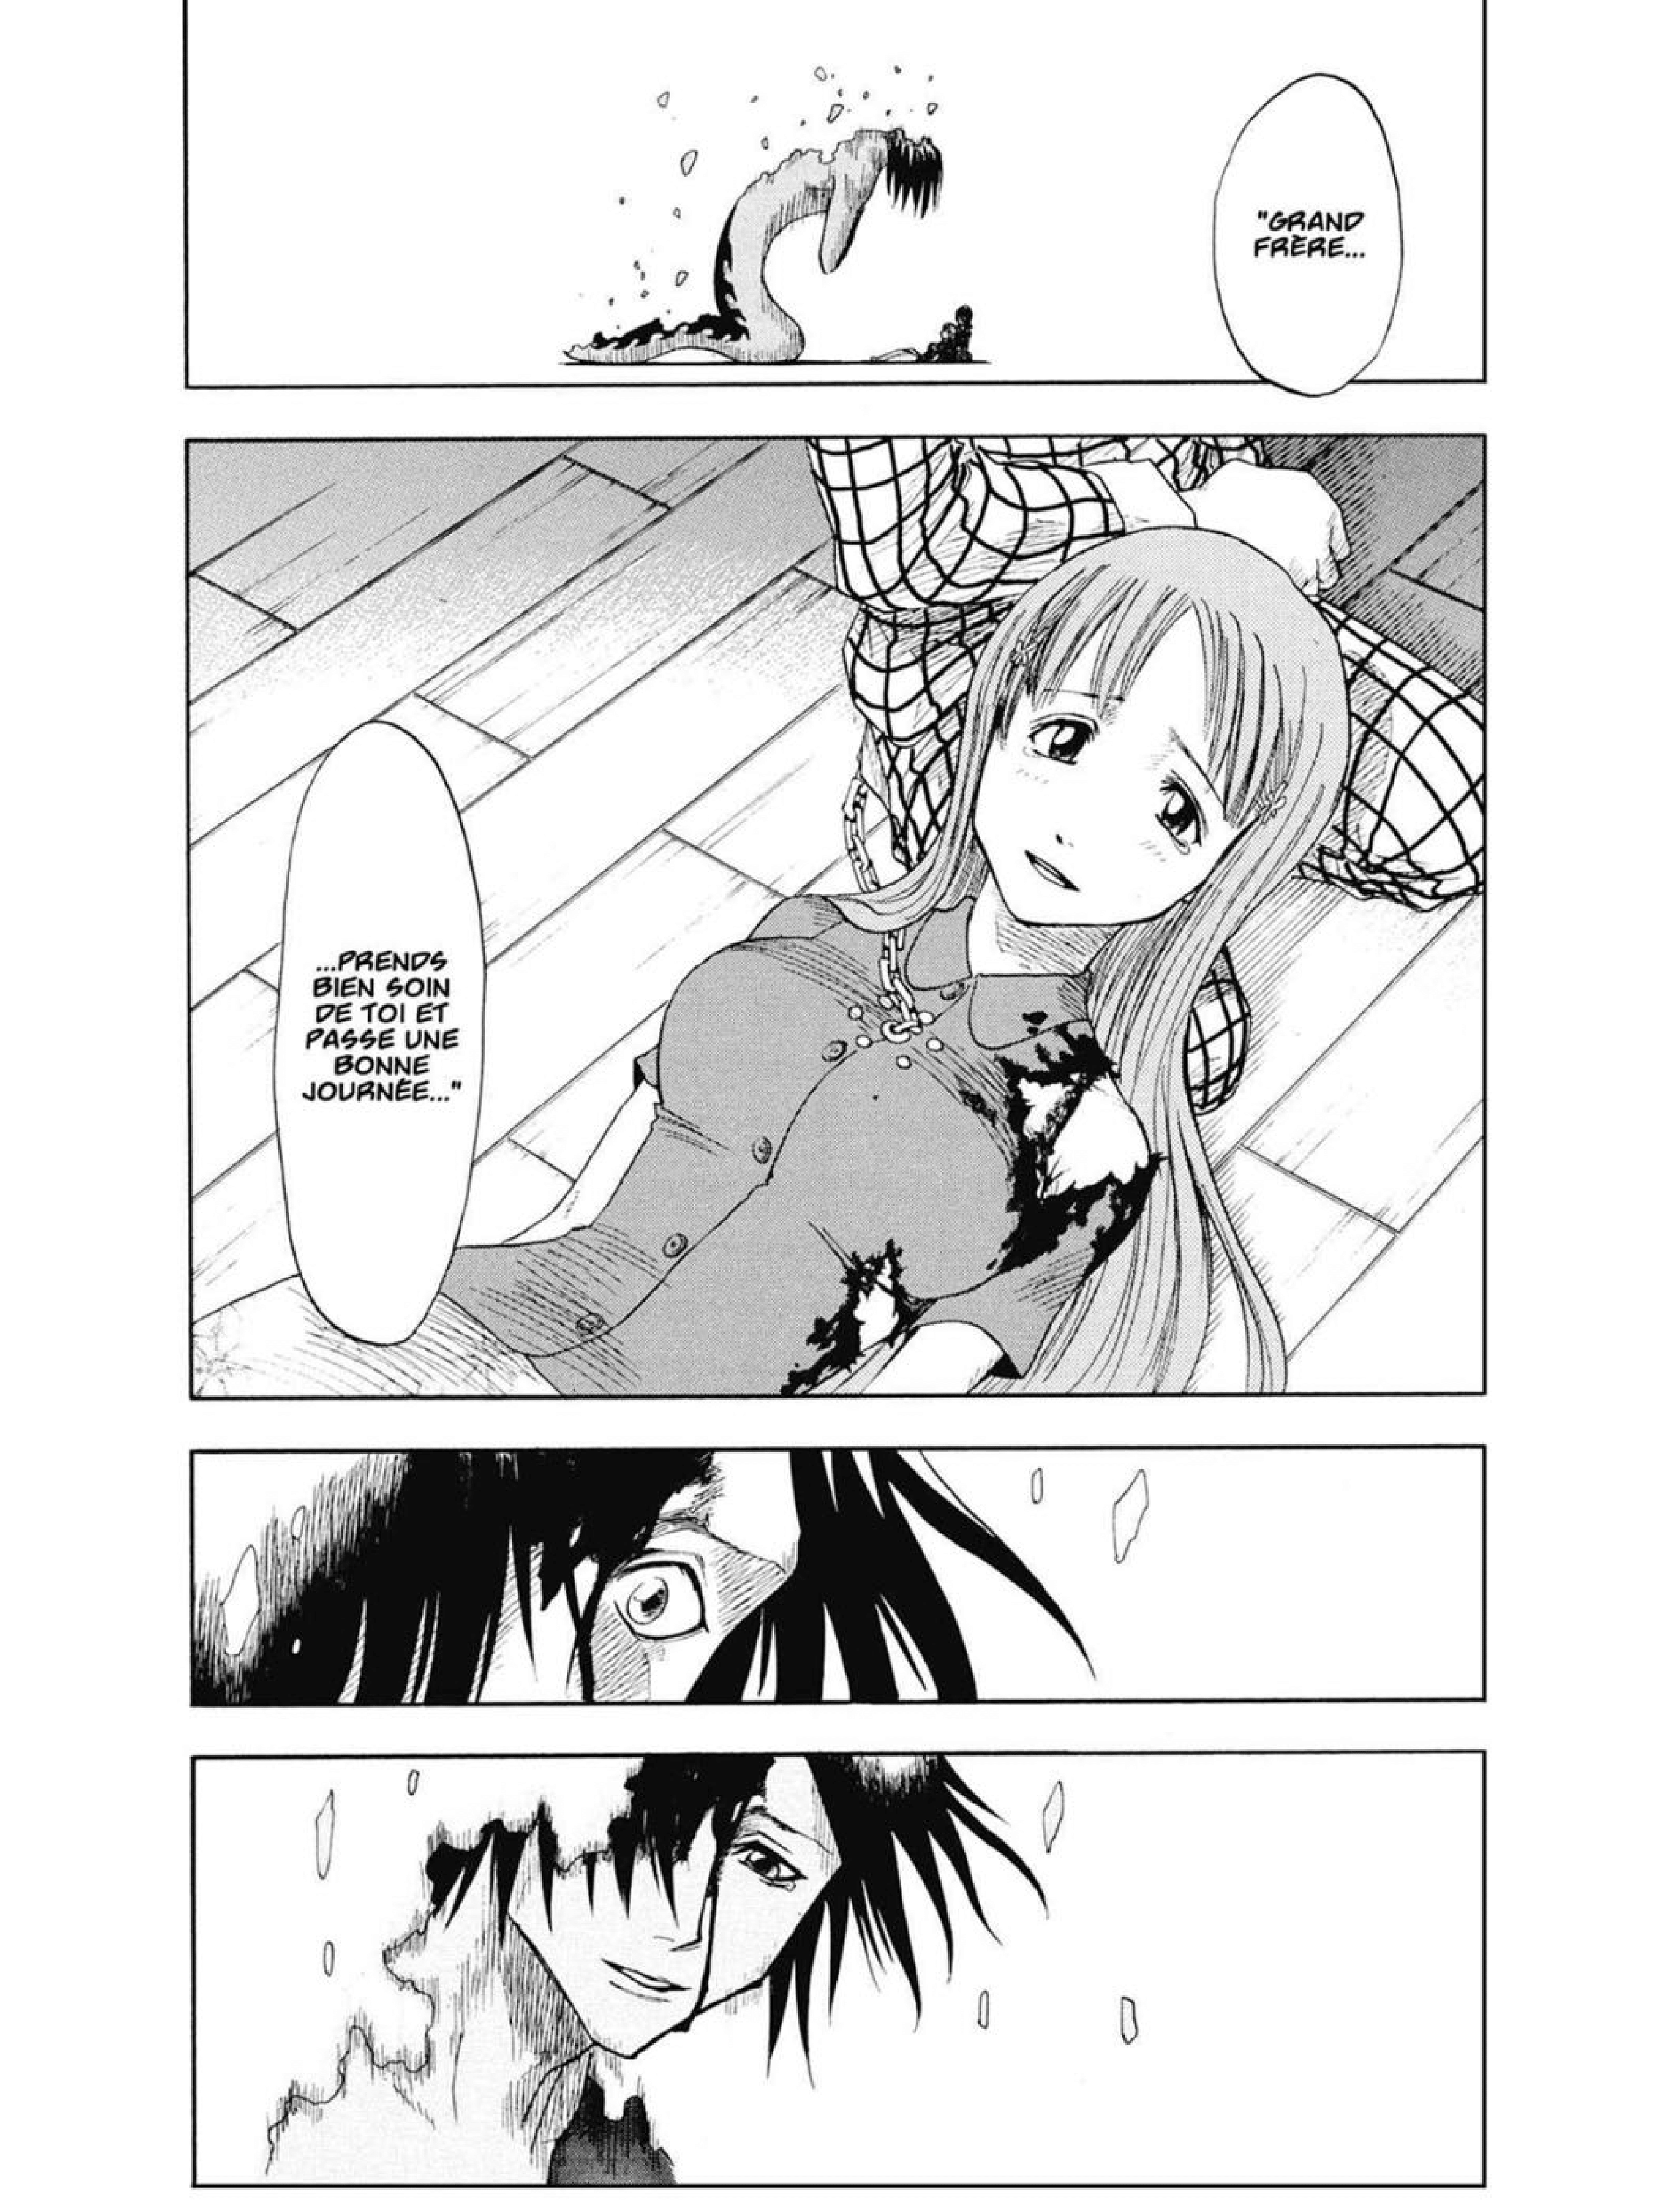 "GRAND
FRÈRE...
...PRENDS
BIEN SOIN
DE TOI ET
PASSE UNE
BONNE
JOURNÉE..."